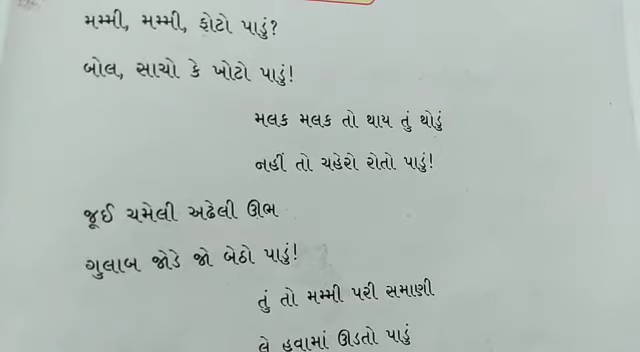 મમ્મી, મમ્મી, ફોટો પાડું?
બોલ, સાચો કે ખોટો પાડું!
મલક મલક તો થાય તું થોડું
નહીં તો ચહેરો રોતો પાડું!
જૂઈ ચમેલી અઢેલી ઊભ
ગુલાબ જોડે જો બેઠો પાડું!
તું તો મમ્મી પરી સમાણી
લે હવામાં ઊડતો પાડું